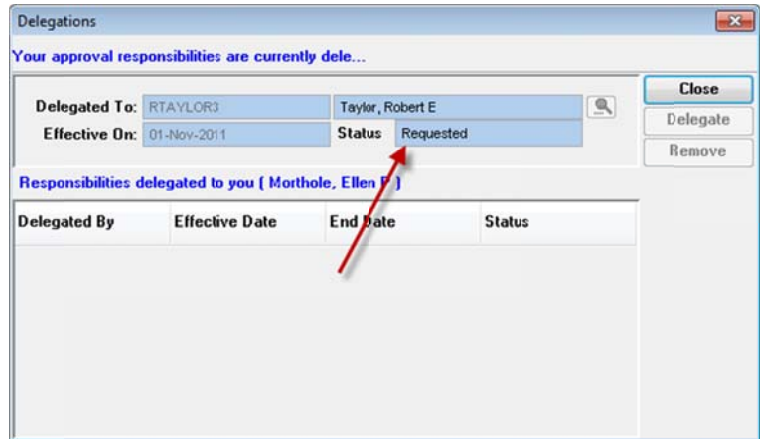 Delegations
Your approval responsibilities are currently dele...
Close
Delegated To: RTAYLOR3 Taylor, Robert E
Delegate
Effective On: 01-Nov-2011 Status Requested
Remove
Responsibilities delegated to you ( Morthole, Ellen )
Delegated By Effective Date End Date Status